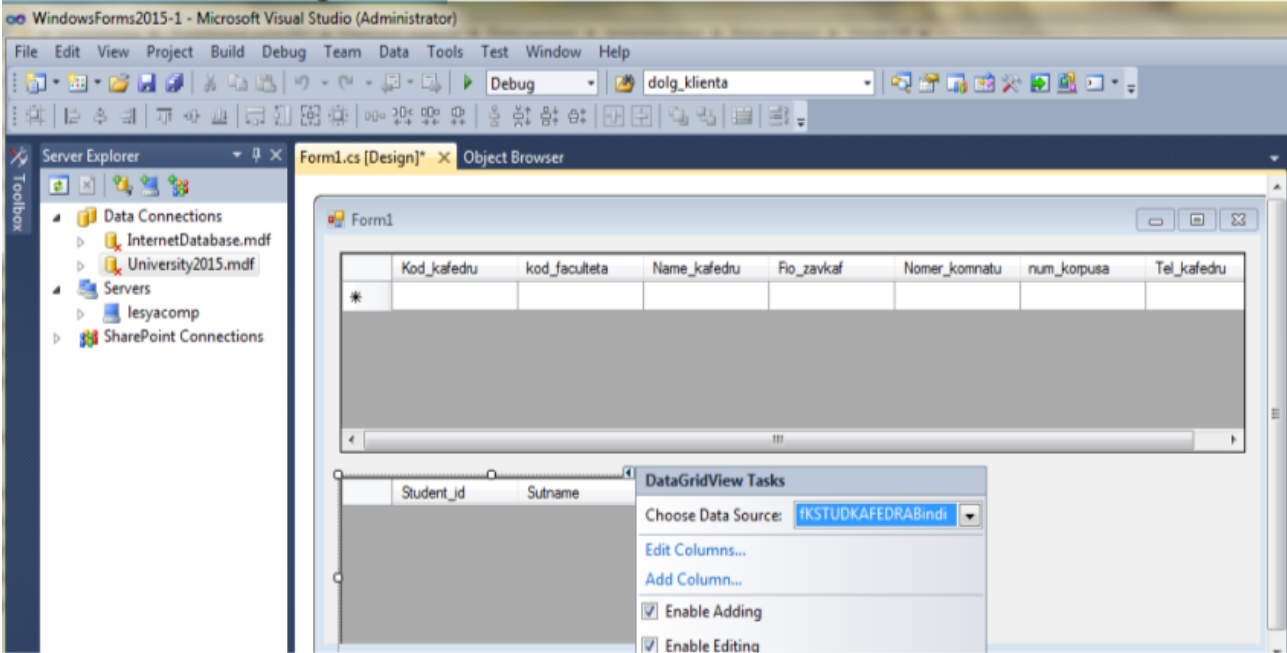 WindowsForms2015-1 - Microsoft Visual Studio (Administrator)
File Edit View Project Build Debug Team Data Tools Test Window Help
Debug dolg_klienta
Toolbox
Server Explorer
Data Connections
InternetDatabase.mdf
University2015.mdf
Servers
lesyacomp
SharePoint Connections
Form1.cs [Design]* Object Browser
Form1
Kod_kafedru kod_faculteta Name_kafedru Fio_zavkaf Nomer_komnatu num_korpusa Tel_kafedru
Student_id Sutname
DataGridView Tasks
Choose Data Source: fKSTUDKAFEDRABindi
Edit Columns...
Add Column...
Enable Adding
Enable Editing